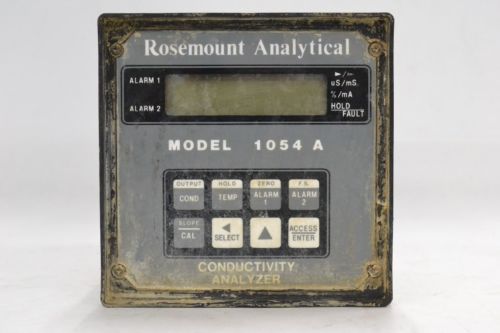 Rosemount Analytical
ALARM 1
ALARM 2
►/⊢
uS/mS
%/mA
HOLD
FAULT
MODEL 1054 A
OUTPUT HOLD ZERO F.S.
COND TEMP ALARM 1 ALARM 2
SLOPE
CAL SELECT ACCESS
ENTER
CONDUCTIVITY
ANALYZER